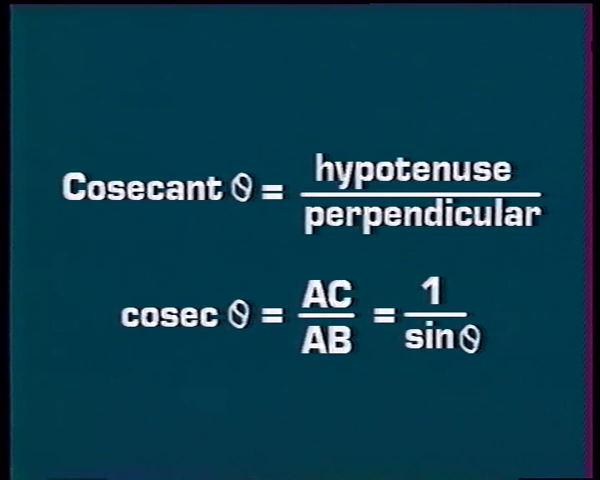 Cosecant θ = hypotenuse / perpendicular
cosec θ = AC / AB = 1 / sin θ